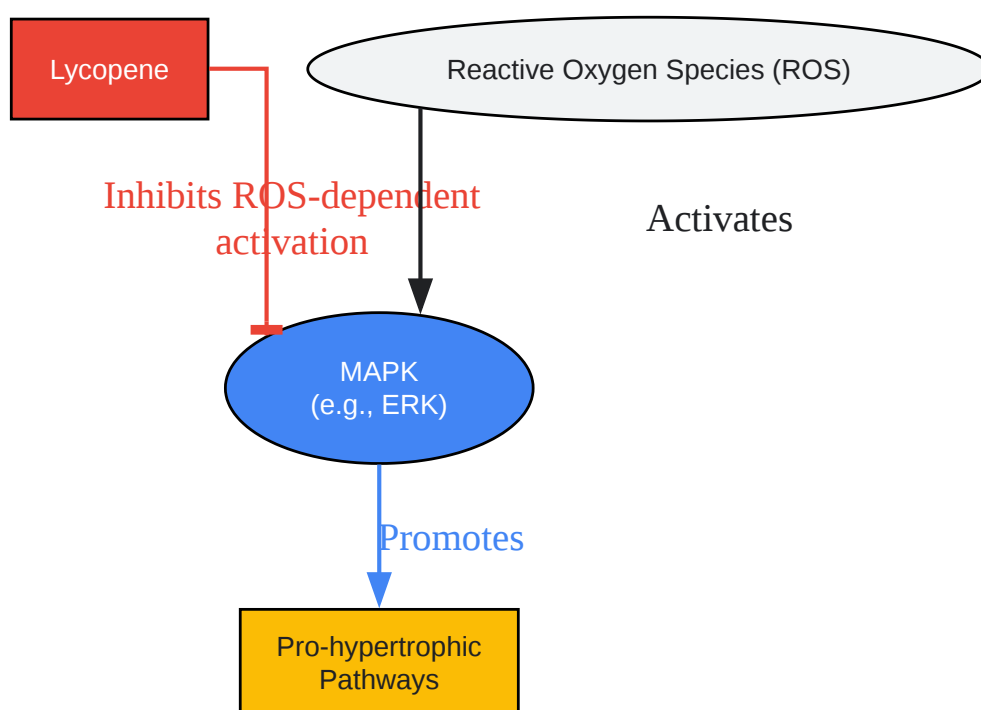 Lycopene
Reactive Oxygen Species (ROS)
Inhibits ROS-dependent
activation
Activates
MAPK
(e.g., ERK)
Promotes
Pro-hypertrophic
Pathways